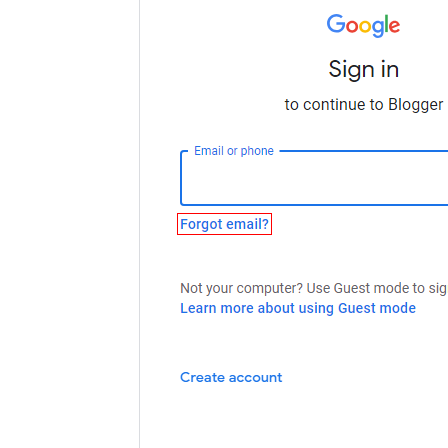 Google
Sign in
to continue to Blogger
Email or phone
Forgot email?
Not your computer? Use Guest mode to sig
Learn more about using Guest mode
Create account